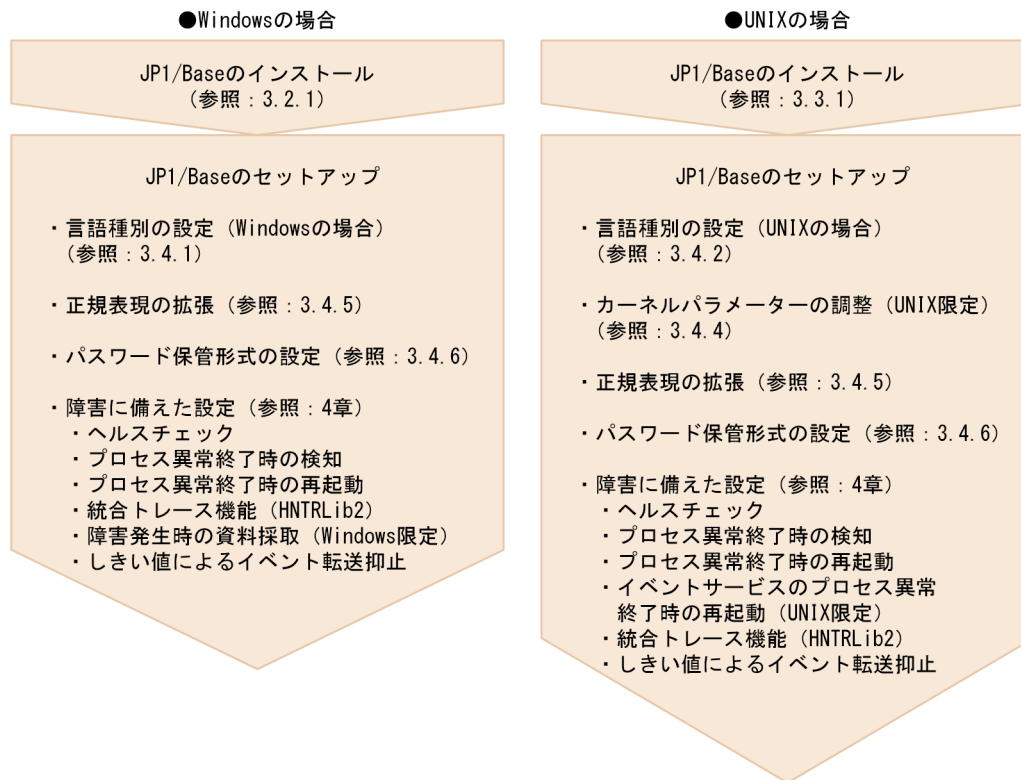 ●Windowsの場合
JP1/Baseのインストール
（参照：3.2.1）
JP1/Baseのセットアップ
・言語種別の設定（Windowsの場合）
（参照：3.4.1）
・正規表現の拡張（参照：3.4.5）
・パスワード保管形式の設定（参照：3.4.6）
・障害に備えた設定（参照：4章）
・ヘルスチェック
・プロセス異常終了時の検知
・プロセス異常終了時の再起動
・統合トレース機能（HNTRLib2）
・障害発生時の資料採取（Windows限定）
・しきい値によるイベント転送抑止
●UNIXの場合
JP1/Baseのインストール
（参照：3.3.1）
JP1/Baseのセットアップ
・言語種別の設定（UNIXの場合）
（参照：3.4.2）
・カーネルパラメーターの調整（UNIX限定）
（参照：3.4.4）
・正規表現の拡張（参照：3.4.5）
・パスワード保管形式の設定（参照：3.4.6）
・障害に備えた設定（参照：4章）
・ヘルスチェック
・プロセス異常終了時の検知
・プロセス異常終了時の再起動
・イベントサービスのプロセス異常
終了時の再起動（UNIX限定）
・統合トレース機能（HNTRLib2）
・しきい値によるイベント転送抑止